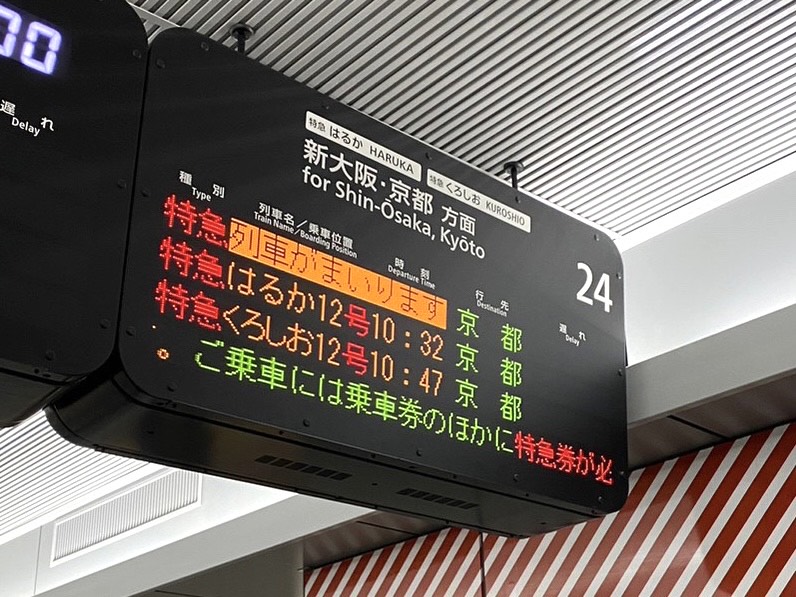 00
遅れ
Delay
特急 はるか HARUKA
特急 くろしお KUROSHIO
新大阪・京都 方面
for Shin-Ōsaka, Kyōto
24
種別 列車名／乗車位置 時刻 行先 遅れ
Type Train Name/Boarding Position Departure Time Destination Delay
特急 列車がまいります 京都
特急 はるか12号 10:32 京都
特急 くろしお12号 10:47 京都
ご乗車には乗車券のほかに特急券が必